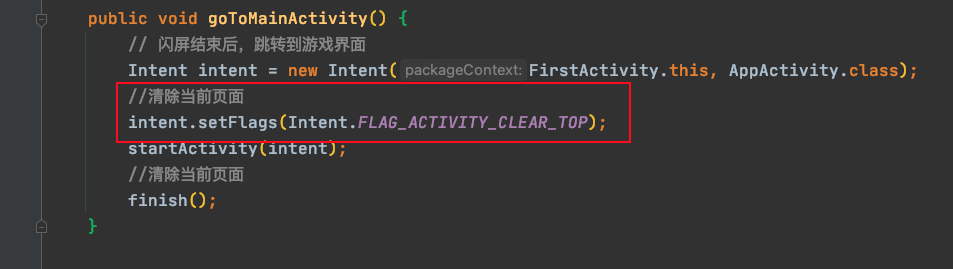 public void goToMainActivity() {
// 闪屏结束后，跳转到游戏界面
Intent intent = new Intent( packageContext: FirstActivity.this, AppActivity.class);
//清除当前页面
intent.setFlags(Intent.FLAG_ACTIVITY_CLEAR_TOP);
startActivity(intent);
//清除当前页面
finish();
}